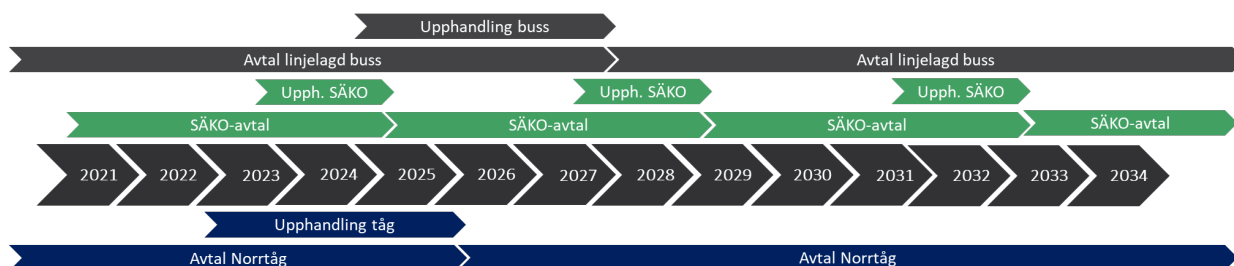 Upphandling buss
Avtal linjelagd buss Avtal linjelagd buss
Upph. SÄKO Upph. SÄKO Upph. SÄKO
SÄKO-avtal SÄKO-avtal SÄKO-avtal SÄKO-avtal
2021 2022 2023 2024 2025 2026 2027 2028 2029 2030 2031 2032 2033 2034
Upphandling tåg
Avtal Norrtåg Avtal Norrtåg